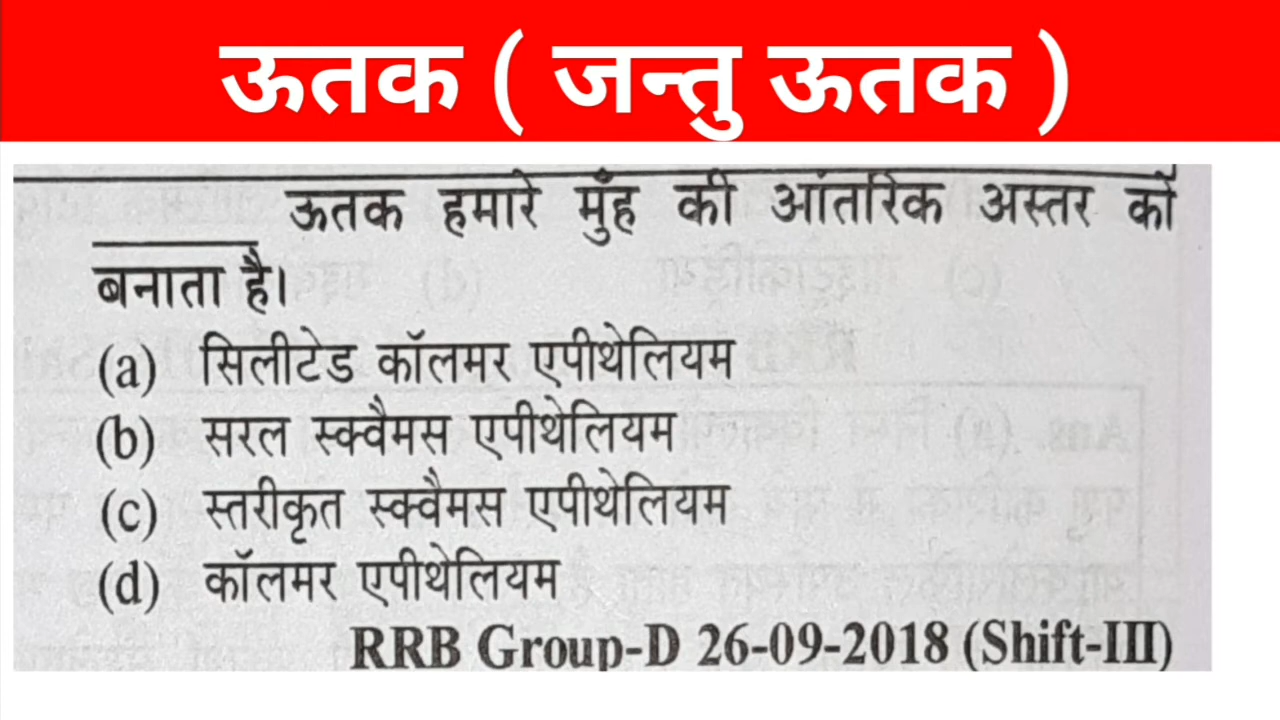 ऊतक ( जन्तु ऊतक )
ऊतक हमारे मुँह की आंतरिक अस्तर को
बनाता है।
(a) सिलीटेड कॉलमर एपीथेलियम
(b) सरल स्क्वैमस एपीथेलियम
(c) स्तरीकृत स्क्वैमस एपीथेलियम
(d) कॉलमर एपीथेलियम
RRB Group-D 26-09-2018 (Shift-III)